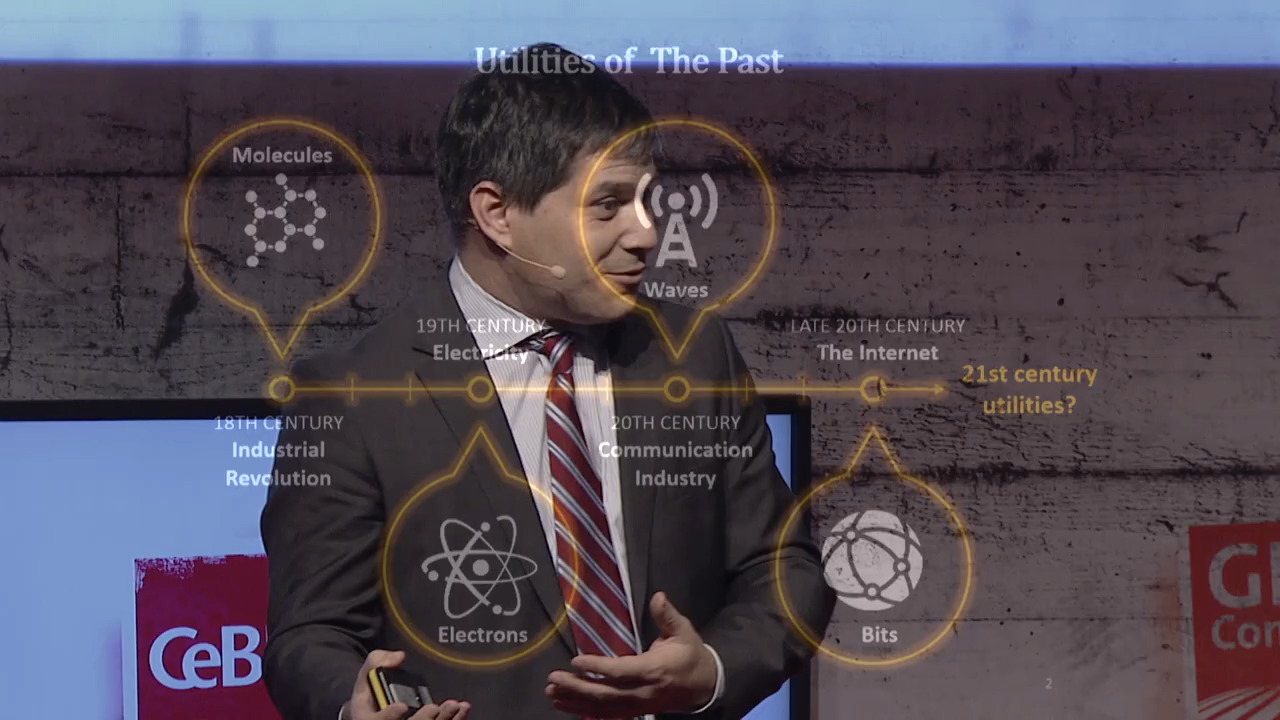 Utilities of The Past
Molecules
Waves
19TH CENTURY
Electricity
LATE 20TH CENTURY
The Internet
21st century
utilities?
18TH CENTURY
Industrial
Revolution
20TH CENTURY
Communication
Industry
Electrons
Bits
CeB
Con
2